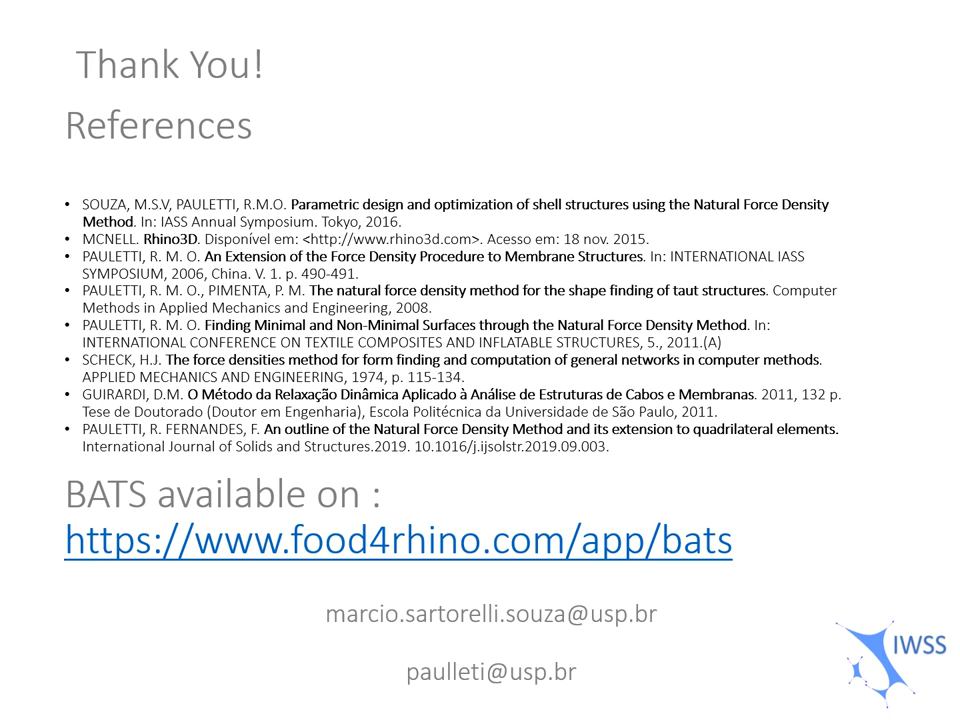 Thank You!
References
• SOUZA, M.S.V, PAULETTI, R.M.O. Parametric design and optimization of shell structures using the Natural Force Density
Method. In: IASS Annual Symposium. Tokyo, 2016.
• MCNELL. Rhino3D. Disponível em: <http://www.rhino3d.com>. Acesso em: 18 nov. 2015.
• PAULETTI, R. M. O. An Extension of the Force Density Procedure to Membrane Structures. In: INTERNATIONAL IASS
SYMPOSIUM, 2006, China. V. 1. p. 490-491.
• PAULETTI, R. M. O., PIMENTA, P. M. The natural force density method for the shape finding of taut structures. Computer
Methods in Applied Mechanics and Engineering, 2008.
• PAULETTI, R. M. O. Finding Minimal and Non-Minimal Surfaces through the Natural Force Density Method. In:
INTERNATIONAL CONFERENCE ON TEXTILE COMPOSITES AND INFLATABLE STRUCTURES, 5., 2011.(A)
• SCHECK, H.J. The force densities method for form finding and computation of general networks in computer methods.
APPLIED MECHANICS AND ENGINEERING, 1974, p. 115-134.
• GUIRARDI, D.M. O Método da Relaxação Dinâmica Aplicado à Análise de Estruturas de Cabos e Membranas. 2011, 132 p.
Tese de Doutorado (Doutor em Engenharia), Escola Politécnica da Universidade de São Paulo, 2011.
• PAULETTI, R. FERNANDES, F. An outline of the Natural Force Density Method and its extension to quadrilateral elements.
International Journal of Solids and Structures.2019. 10.1016/j.ijsolstr.2019.09.003.
BATS available on :
https://www.food4rhino.com/app/bats
marcio.sartorelli.souza@usp.br
paulleti@usp.br
IWSS